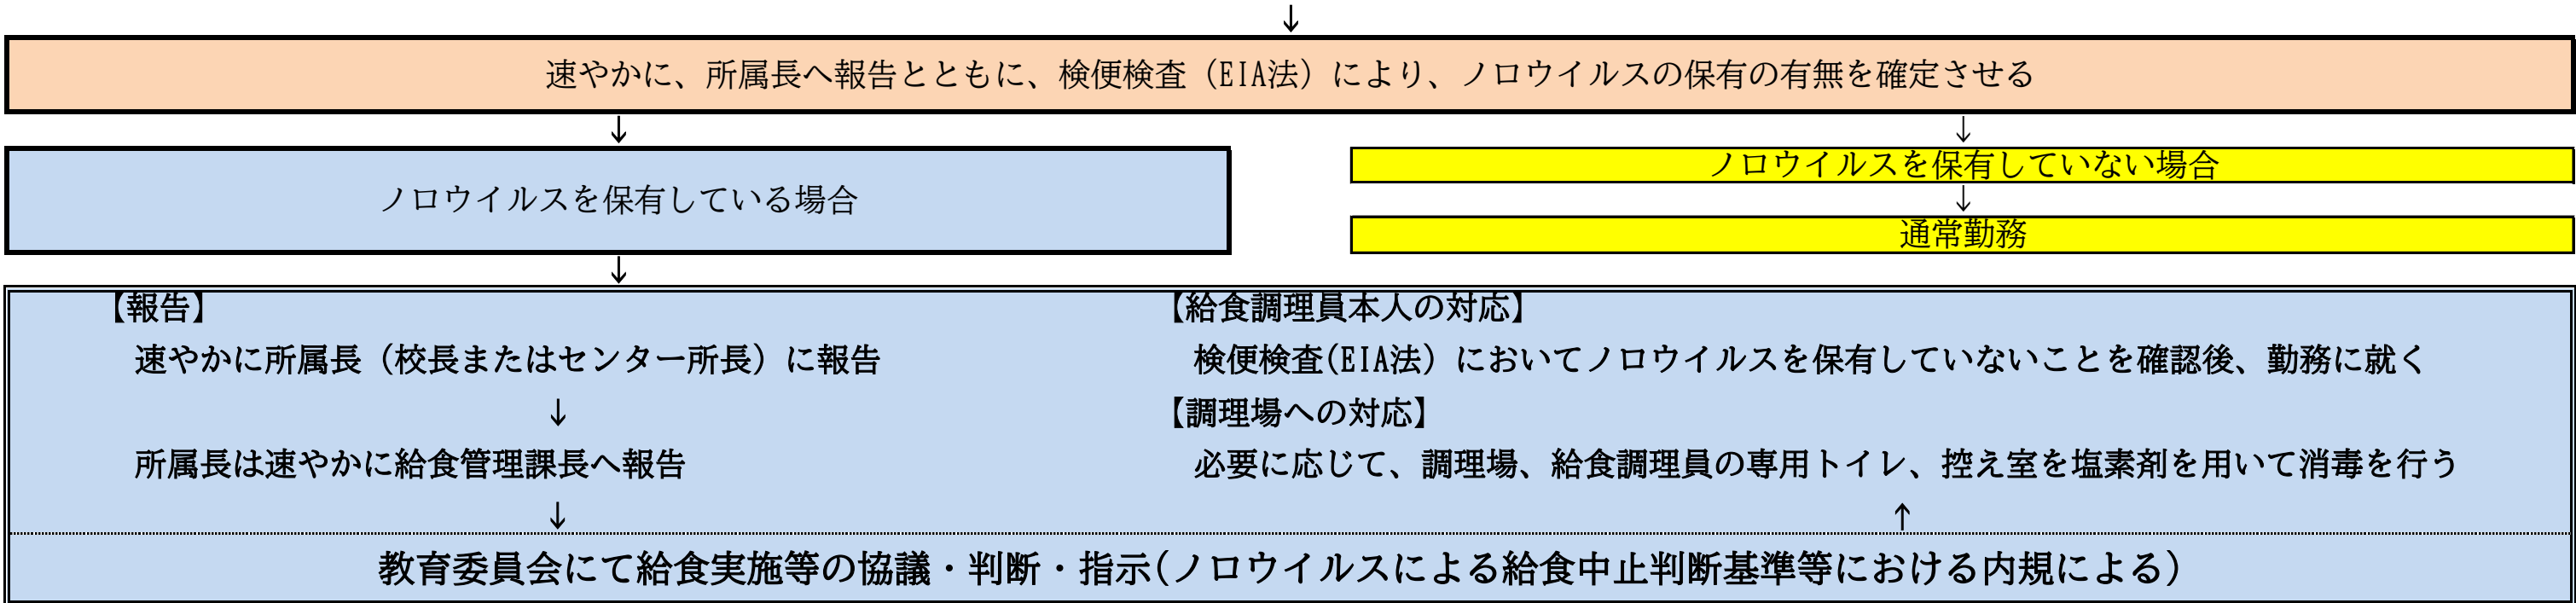 ↓
速やかに、所属長へ報告とともに、検便検査（EIA法）により、ノロウイルスの保有の有無を確定させる
↓ ↓
ノロウイルスを保有している場合
ノロウイルスを保有していない場合
↓
通常勤務
↓
【報告】
速やかに所属長（校長またはセンター所長）に報告
↓
所属長は速やかに給食管理課長へ報告
↓
【給食調理員本人の対応】
検便検査(EIA法）においてノロウイルスを保有していないことを確認後、勤務に就く
【調理場への対応】
必要に応じて、調理場、給食調理員の専用トイレ、控え室を塩素剤を用いて消毒を行う
↑
教育委員会にて給食実施等の協議・判断・指示(ノロウイルスによる給食中止判断基準等における内規による）